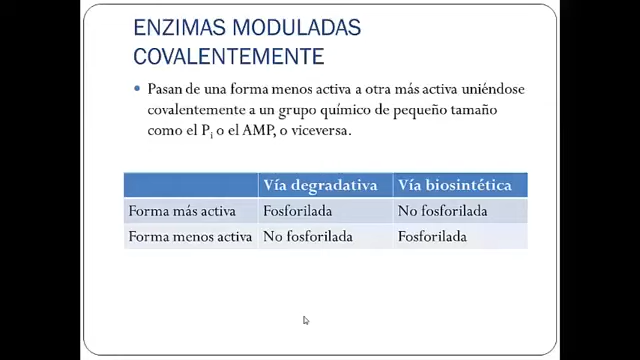 ENZIMAS MODULADAS
COVALENTEMENTE
Pasan de una forma menos activa a otra más activa uniéndose
covalentemente a un grupo químico de pequeño tamaño
como el Pi o el AMP, o viceversa.
Vía degradativa Vía biosintética
Forma más activa Fosforilada No fosforilada
Forma menos activa No fosforilada Fosforilada